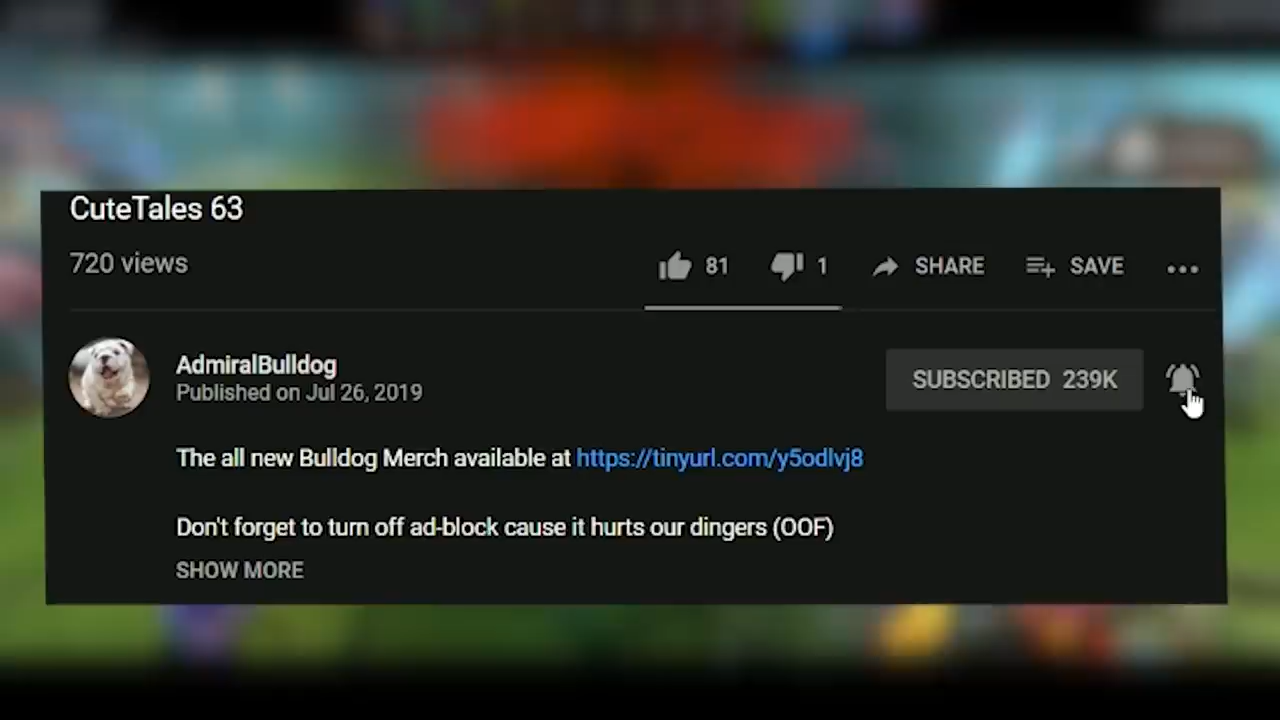 CuteTales 63
720 views
81
1
SHARE
SAVE
AdmiralBulldog
Published on Jul 26, 2019
SUBSCRIBED 239K
The all new Bulldog Merch available at https://tinyurl.com/y5odlvj8
Don't forget to turn off ad-block cause it hurts our dingers (OOF)
SHOW MORE